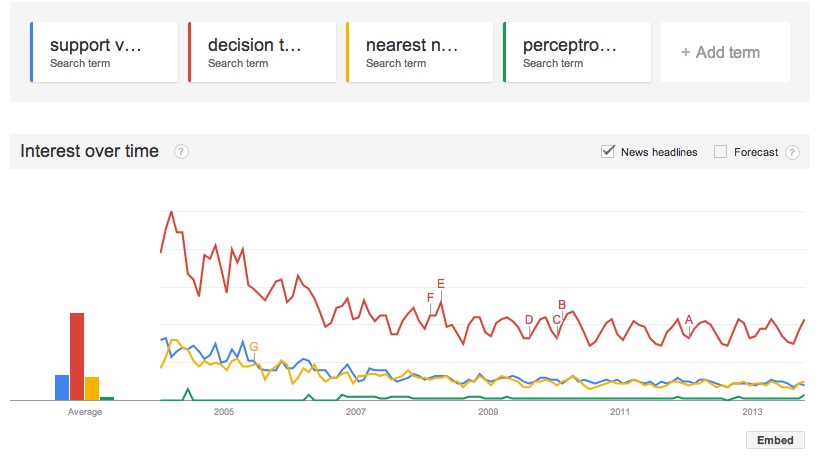 support v...
decision t...
nearest n...
perceptro...
+ Add term
Search term
Search term
Search term
Search term
Interest over time ?
News headlines
Forecast ?
E
F
B
D
C
A
G
Average
2005
2007
2009
2011
2013
Embed